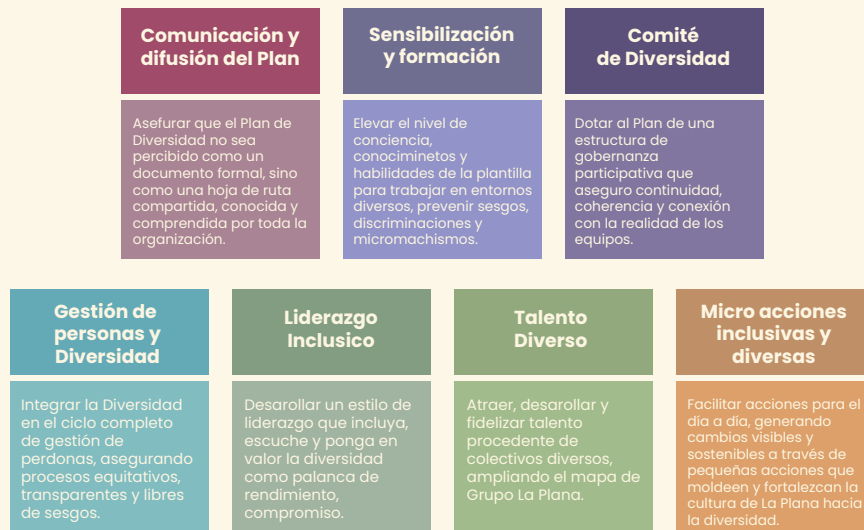 Comunicación y
difusión del Plan
Asefurar que el Plan de
Diversidad no sea
percibido como un
documento formal, sino
como una hoja de ruta
compartida, conocida y
comprendida por toda la
organización.
Sensibilización
y formación
Elevar el nivel de
conciencia,
conociminetos y
habilidades de la plantilla
para trabajar en entornos
diversos, prevenir sesgos,
discriminaciones y
micromachismos.
Comité
de Diversidad
Dotar al Plan de una
estructura de
gobernanza
participativa que
aseguro continuidad,
coherencia y conexión
con la realidad de los
equipos.
Gestión de
personas y
Diversidad
Integrar la Diversidad
en el ciclo completo
de gestión de
perdonas, asegurando
procesos equitativos,
transparentes y libres
de sesgos.
Liderazgo
Inclusico
Desarollar un estilo de
liderazgo que incluya,
escuche y ponga en
valor la diversidad
como palanca de
rendimiento,
compromiso.
Talento
Diverso
Atraer, desarollar y
fidelizar talento
procedente de
colectivos diversos,
ampliando el mapa de
Grupo La Plana.
Micro acciones
inclusivas y
diversas
Facilitar acciones para el
día a día, generando
cambios visibles y
sostenibles a través de
pequeñas acciones que
moldeen y fortalezcan la
cultura de La Plana hacia
la diversidad.